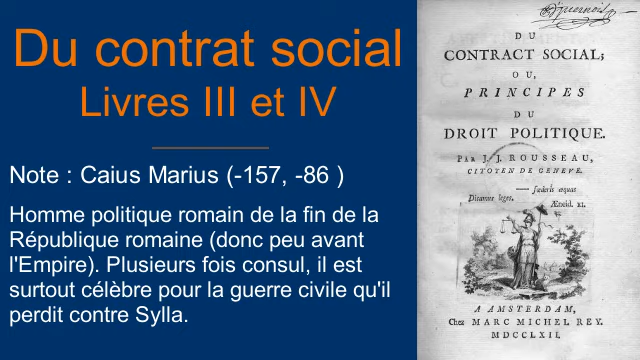 Du contrat social
Livres III et IV
Note : Caius Marius (-157, -86 )
Homme politique romain de la fin de la
République romaine (donc peu avant
l'Empire). Plusieurs fois consul, il est
surtout célèbre pour la guerre civile qu'il
perdit contre Sylla.
DU
CONTRACT SOCIAL;
OU,
PRINCIPES
DU
DROIT POLITIQUE.
PAR J. J. ROUSSEAU,
CITOYEN DE GENEVE.
— fœderis æquas
Dicamus leges. Æneid. XI.
A AMSTERDAM,
Chez MARC MICHEL REY.
MDCCLXII.